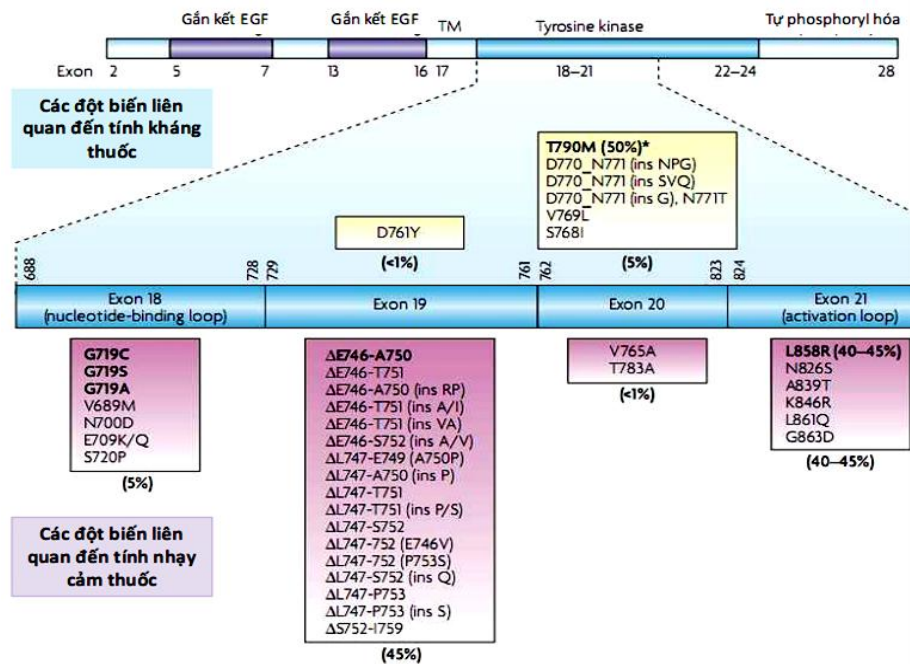 Gắn kết EGF
Gắn kết EGF
TM
Tyrosine kinase
Tự phosphoryl hóa
Exon
2
5
7
13
16
17
18–21
22–24
28
Các đột biến liên
quan đến tính kháng
thuốc
T790M (50%)*
D770_N771 (ins NPG)
D770_N771 (ins SVQ)
D770_N771 (ins G), N771T
V769L
S768I
(5%)
D761Y
(<1%)
688
728
729
761
762
823
824
Exon 18
(nucleotide-binding loop)
Exon 19
Exon 20
Exon 21
(activation loop)
G719C
G719S
G719A
V689M
N700D
E709K/Q
S720P
(5%)
ΔE746-A750
ΔE746-T751
ΔE746-A750 (ins RP)
ΔE746-T751 (ins A/I)
ΔE746-T751 (ins VA)
ΔE746-S752 (ins A/V)
ΔL747-E749 (A750P)
ΔL747-A750 (ins P)
ΔL747-T751
ΔL747-T751 (ins P/S)
ΔL747-S752
ΔL747-752 (E746V)
ΔL747-752 (P753S)
ΔL747-S752 (ins Q)
ΔL747-P753
ΔL747-P753 (ins S)
ΔS752-I759
(45%)
V765A
T783A
(<1%)
L858R (40–45%)
N826S
A839T
K846R
L861Q
G863D
(40–45%)
Các đột biến liên
quan đến tính nhạy
cảm thuốc